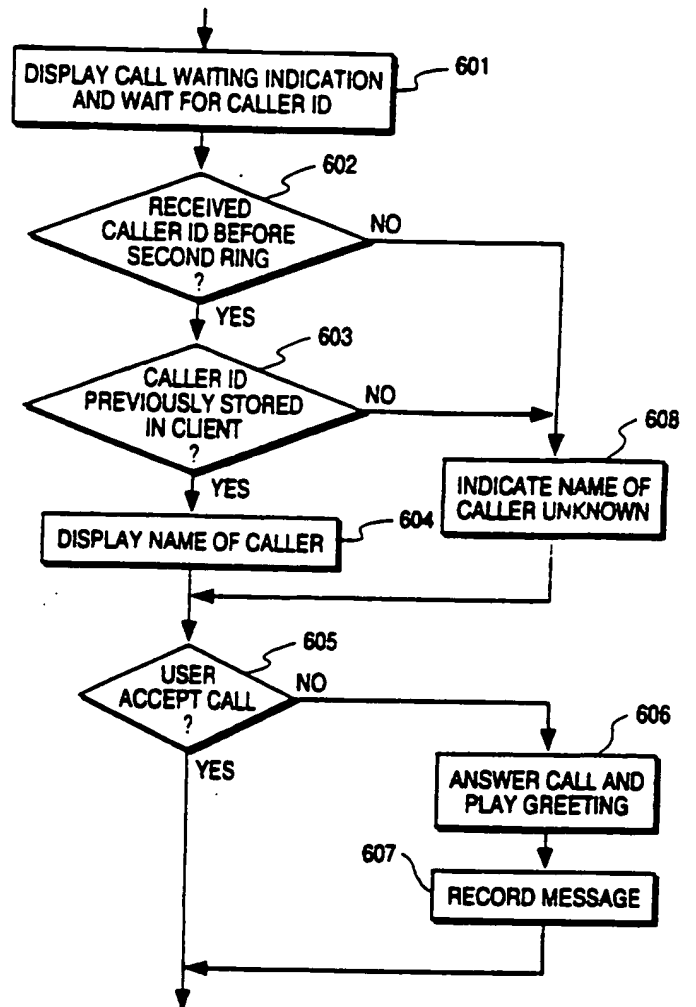 DISPLAY CALL WAITING INDICATION
AND WAIT FOR CALLER ID
601
602
RECEIVED
CALLER ID BEFORE
SECOND RING
?
NO
YES
603
CALLER ID
PREVIOUSLY STORED
IN CLIENT
?
NO
YES
608
INDICATE NAME OF
CALLER UNKNOWN
DISPLAY NAME OF CALLER
604
605
USER
ACCEPT CALL
?
NO
YES
606
ANSWER CALL AND
PLAY GREETING
607
RECORD MESSAGE